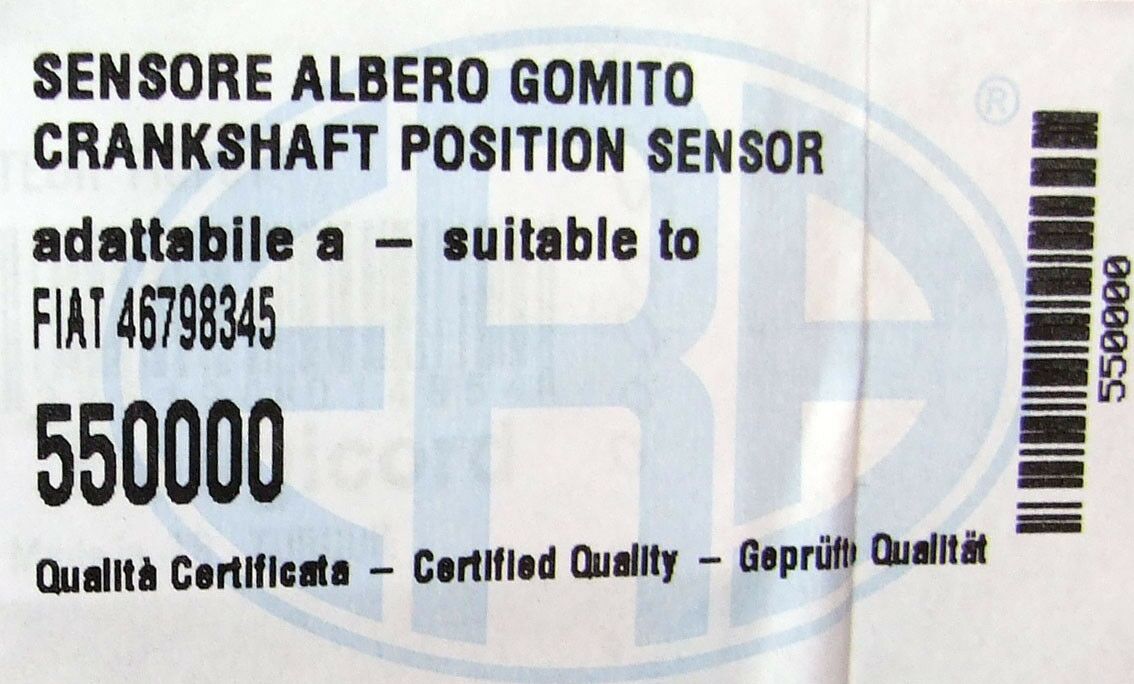 SENSORE ALBERO GOMITO
CRANKSHAFT POSITION SENSOR
adattabile a – suitable to
FIAT 46798345
550000
Qualità Certificata – Certified Quality – Geprüfte Qualität
ERA
®
550000